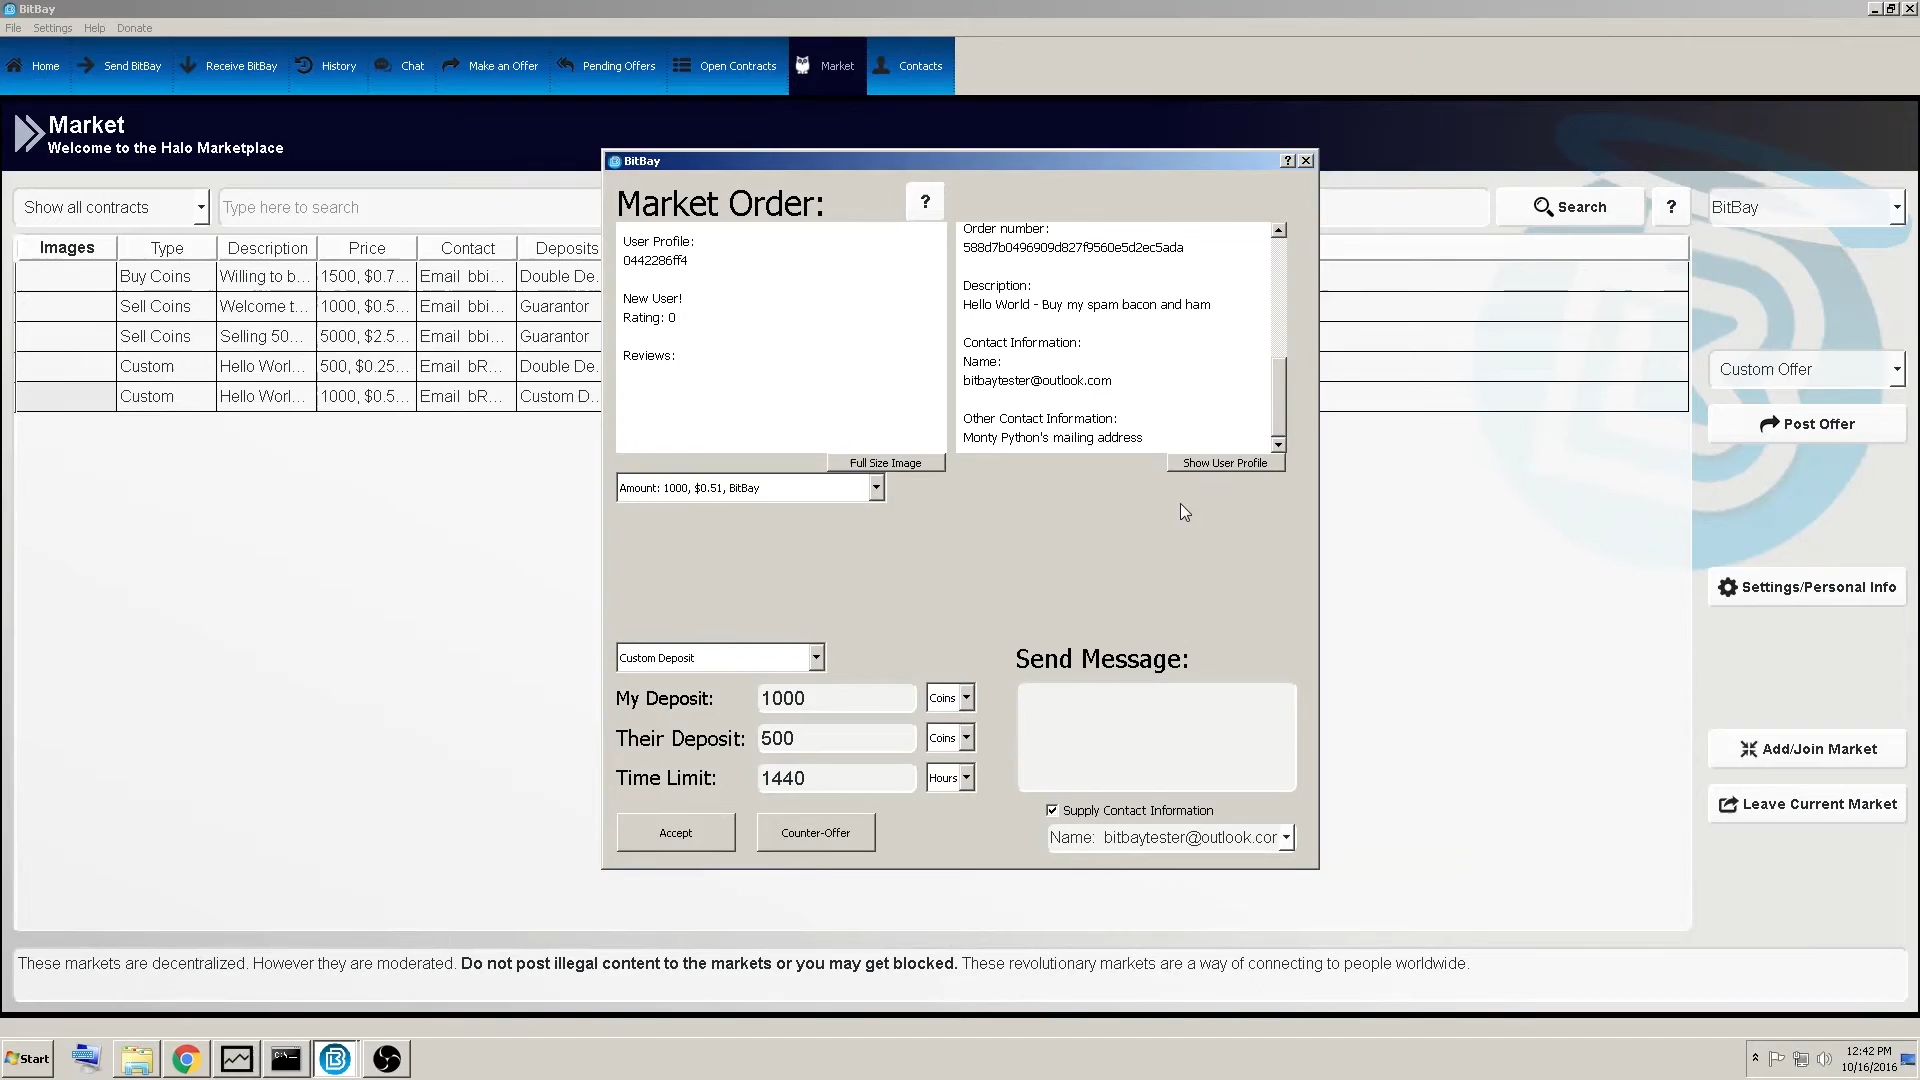 BitBay
File Settings Help Donate
Home Send BitBay Receive BitBay History Chat Make an Offer Pending Offers Open Contracts Market Contacts
Market
Welcome to the Halo Marketplace
Show all contracts Type here to search Search ? BitBay
Images Type Description Price Contact Deposits
Buy Coins Willing to b... 1500, $0.7... Email bbi... Double De...
Sell Coins Welcome t... 1000, $0.5... Email bbi... Guarantor
Sell Coins Selling 50... 5000, $2.5... Email bbi... Guarantor
Custom Hello Worl... 500, $0.25... Email bR... Double De...
Custom Hello Worl... 1000, $0.5... Email bR... Custom D...
BitBay ?
Market Order: ?
User Profile:
0442286ff4
New User!
Rating: 0
Reviews:
Full Size Image
Order number:
588d7b0496909d827f9560e5d2ec5ada
Description:
Hello World - Buy my spam bacon and ham
Contact Information:
Name:
bitbaytester@outlook.com
Other Contact Information:
Monty Python's mailing address
Show User Profile
Amount: 1000, $0.51, BitBay
Custom Deposit
My Deposit: 1000 Coins
Their Deposit: 500 Coins
Time Limit: 1440 Hours
Accept Counter-Offer
Send Message:
Supply Contact Information
Name: bitbaytester@outlook.cor
Custom Offer
Post Offer
Settings/Personal Info
Add/Join Market
Leave Current Market
These markets are decentralized. However they are moderated. Do not post illegal content to the markets or you may get blocked. These revolutionary markets are a way of connecting to people worldwide.
Start
12:42 PM
10/16/2016